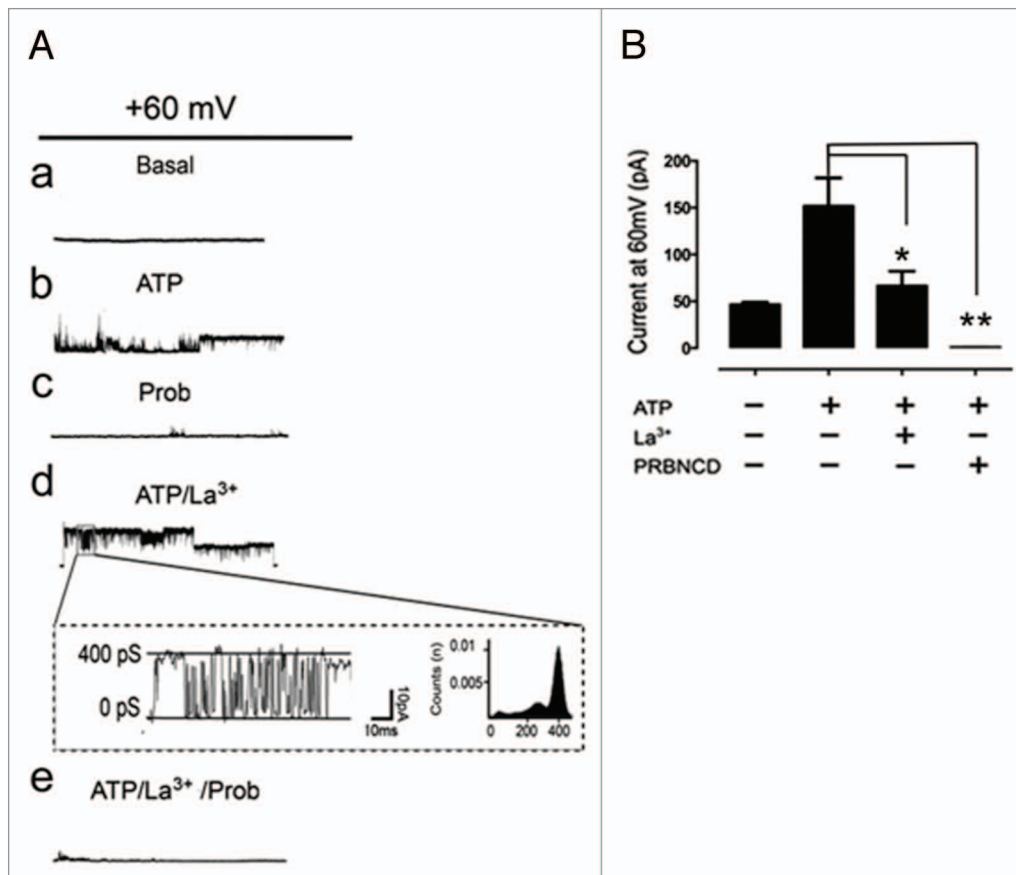 A
+60 mV
a
Basal
b
ATP
c
Prob
d
ATP/La³⁺
400 pS
0 pS
10pA
10ms
Counts (n)
0.01
0.005
0 200 400
e
ATP/La³⁺ /Prob
B
Current at 60mV (pA)
200
150
100
50
0
*
**
ATP − + + +
La³⁺ − − + −
PRBNCD − − − +